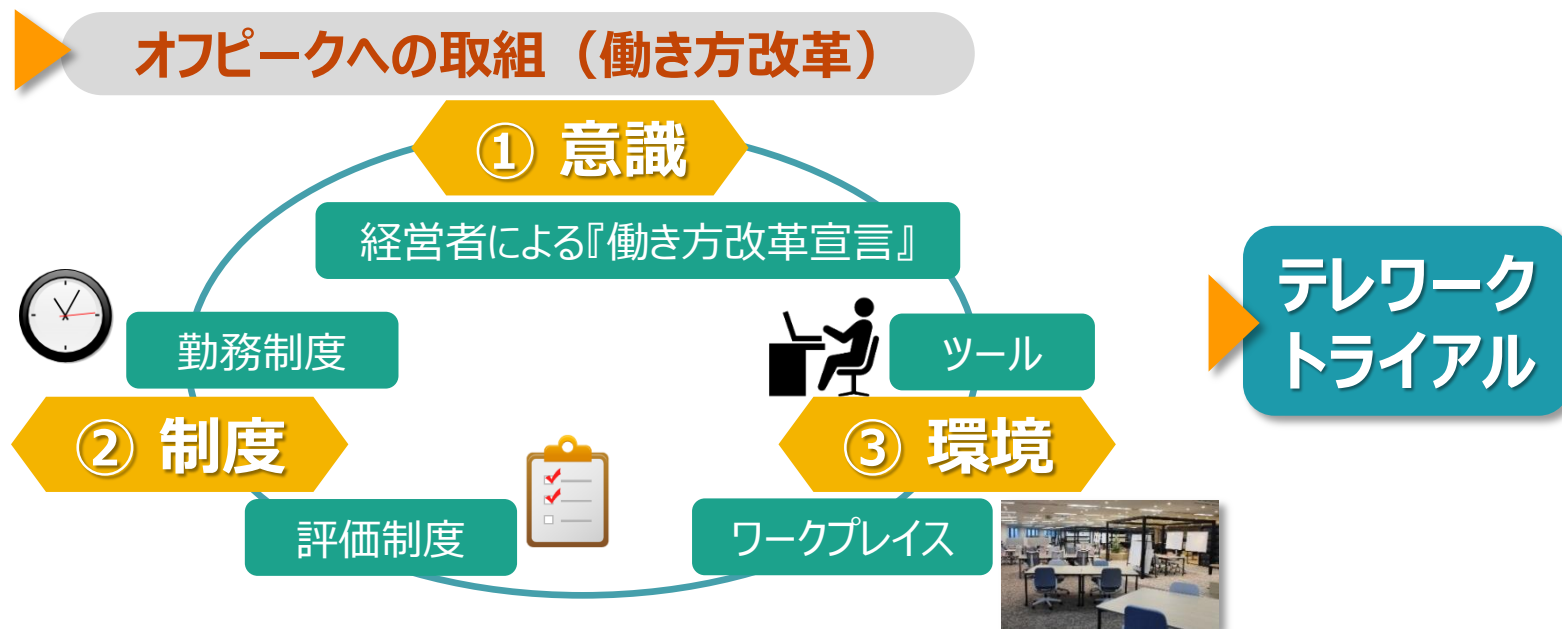 オフピークへの取組（働き方改革）
① 意識
経営者による『働き方改革宣言』
勤務制度
ツール
② 制度
③ 環境
評価制度
ワークプレイス
テレワーク
トライアル